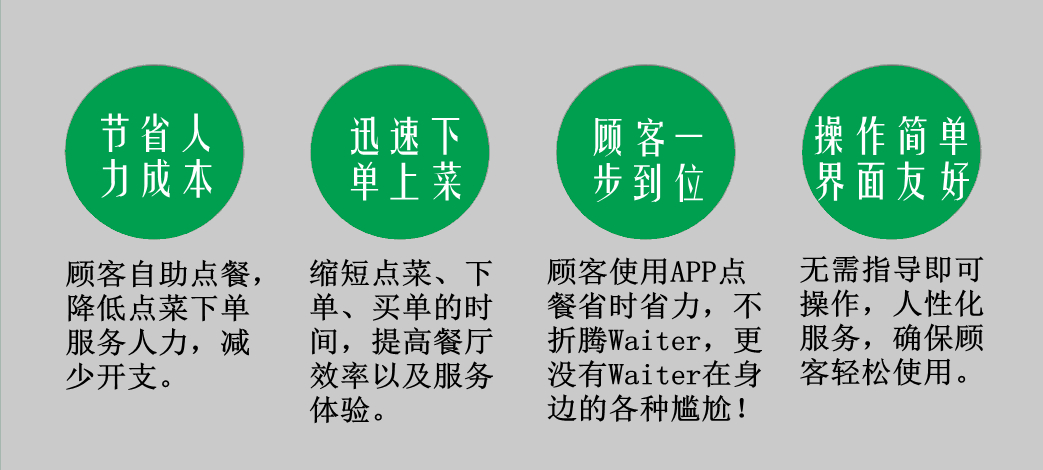 节省人
力成本
顾客自助点餐，
降低点菜下单
服务人力，减
少开支。
迅速下
单上菜
缩短点菜、下
单、买单的时
间，提高餐厅
效率以及服务
体验。
顾客一
步到位
顾客使用APP点
餐省时省力，不
折腾Waiter，更
没有Waiter在身
边的各种尴尬！
操作简单
界面友好
无需指导即可
操作，人性化
服务，确保顾
客轻松使用。